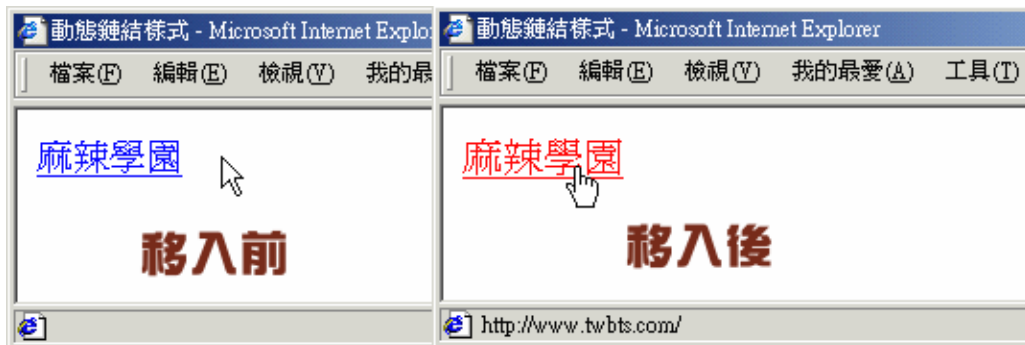 動態鏈結樣式 - Microsoft Internet Explo
檔案(F) 編輯(E) 檢視(V) 我的最
麻辣學園
移入前
動態鏈結樣式 - Microsoft Internet Explorer
檔案(F) 編輯(E) 檢視(V) 我的最愛(A) 工具(T)
麻辣學園
移入後
http://www.twbts.com/